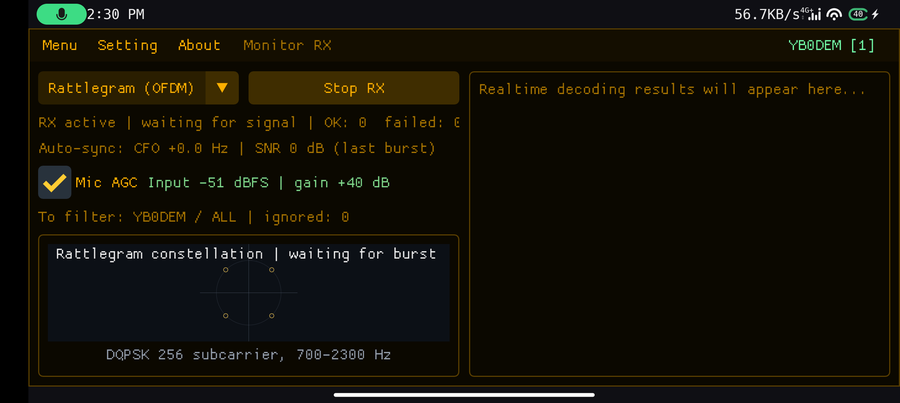 2:30 PM 56.7KB/s 4G+ 40
Menu Setting About Monitor RX YB0DEM [1]
Rattlegram (OFDM) ▼ Stop RX
RX active | waiting for signal | OK: 0 failed: 0
Auto-sync: CFO +0.0 Hz | SNR 0 dB (last burst)
Mic AGC Input -51 dBFS | gain +40 dB
To filter: YB0DEM / ALL | ignored: 0
Rattlegram constellation | waiting for burst
DQPSK 256 subcarrier, 700-2300 Hz
Realtime decoding results will appear here...